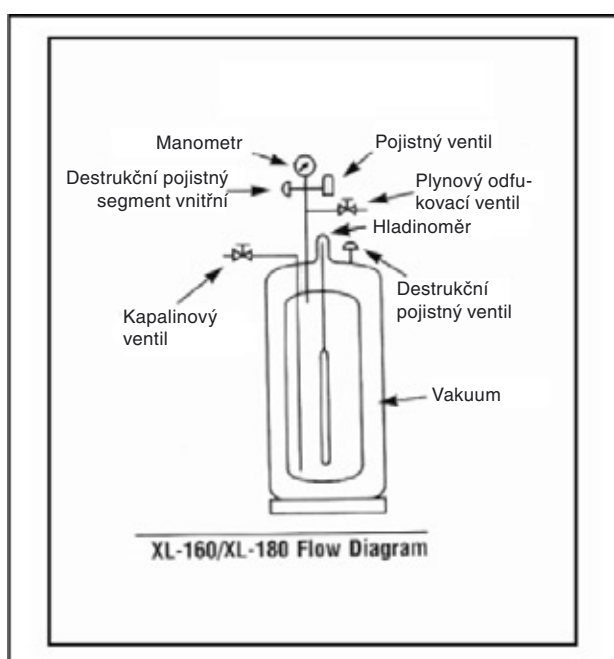 Manometr
Pojistný ventil
Destrukční pojistný
segment vnitřní
Plynový odfu-
kovací ventil
Hladinoměr
Kapalinový
ventil
Destrukční
pojistný ventil
Vakuum
XL-160/XL-180 Flow Diagram